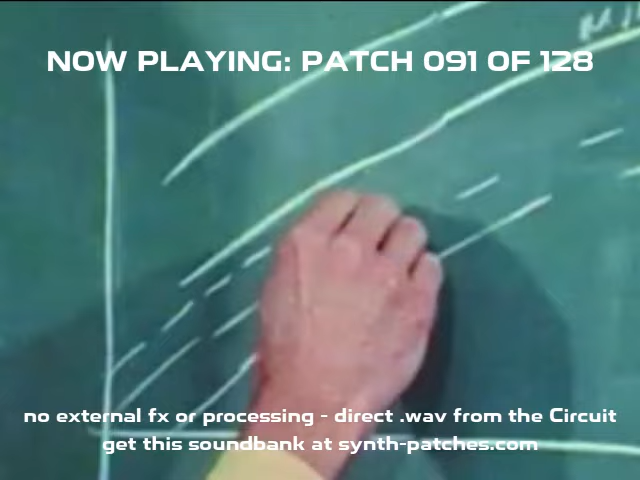 NOW PLAYING: PATCH 091 OF 128
no external fx or processing - direct .wav from the Circuit
get this soundbank at synth-patches.com